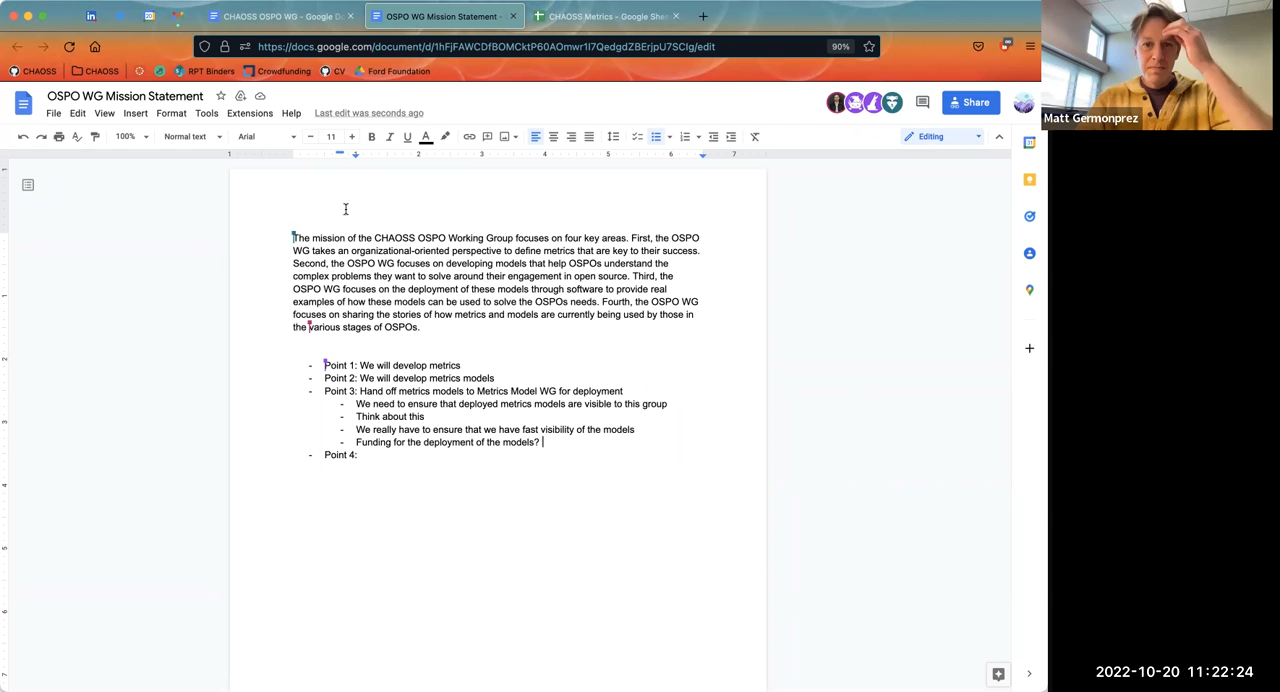 CHAOSS OSPO WG - Google D
OSPO WG Mission Statement -
CHAOSS Metrics - Google She
https://docs.google.com/document/d/1hFjFAWCDfBOMCktP60AOmwr1I7QedgdZBErjpU7SCIg/edit
90%
CHAOSS
CHAOSS
RPT Binders
Crowdfunding
CV
Ford Foundation
OSPO WG Mission Statement
File Edit View Insert Format Tools Extensions Help Last edit was seconds ago
Share
100% Normal text Arial 11 Editing
1 1 2 3 4 5 6 7
The mission of the CHAOSS OSPO Working Group focuses on four key areas. First, the OSPO
WG takes an organizational-oriented perspective to define metrics that are key to their success.
Second, the OSPO WG focuses on developing models that help OSPOs understand the
complex problems they want to solve around their engagement in open source. Third, the
OSPO WG focuses on the deployment of these models through software to provide real
examples of how these models can be used to solve the OSPOs needs. Fourth, the OSPO WG
focuses on sharing the stories of how metrics and models are currently being used by those in
the various stages of OSPOs.
- Point 1: We will develop metrics
- Point 2: We will develop metrics models
- Point 3: Hand off metrics models to Metrics Model WG for deployment
- We need to ensure that deployed metrics models are visible to this group
- Think about this
- We really have to ensure that we have fast visibility of the models
- Funding for the deployment of the models?
- Point 4:
Matt Germonprez
2022-10-20 11:22:24